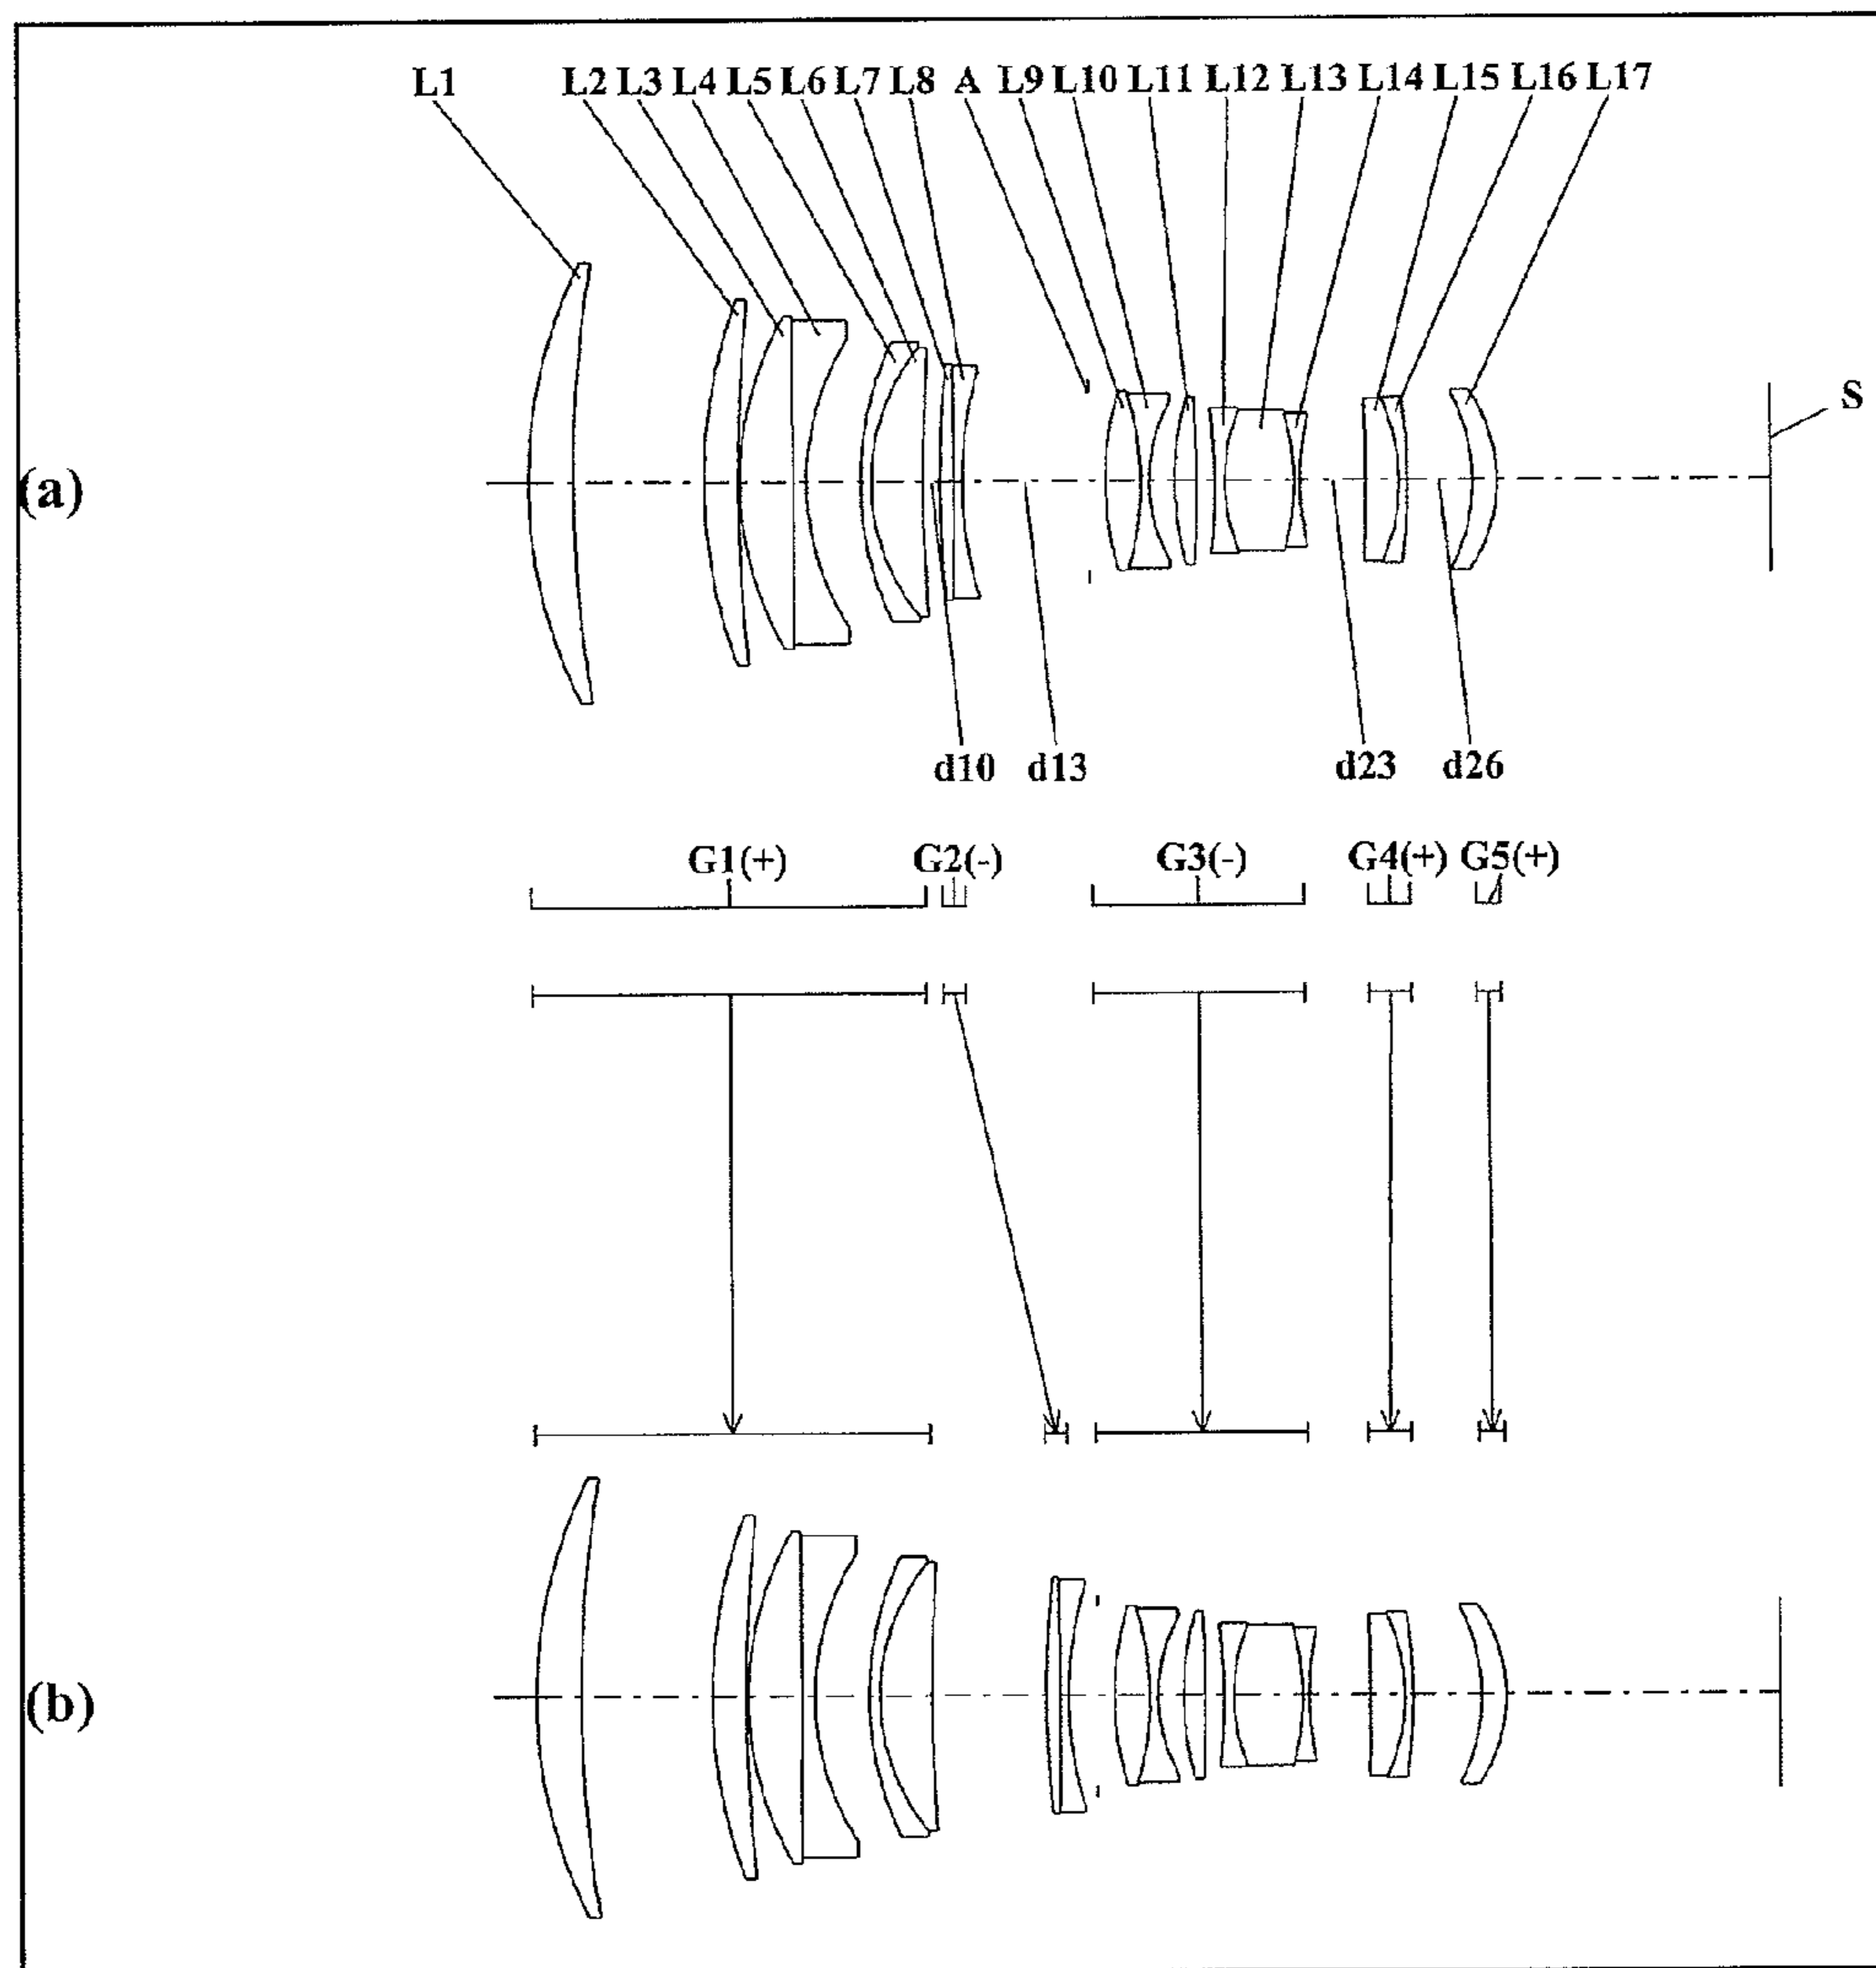 L1 L2 L3 L4 L5 L6 L7 L8 A L9 L10 L11 L12 L13 L14 L15 L16 L17
S
(a)
d10 d13 d23 d26
G1(+) G2(-) G3(-) G4(+) G5(+)
(b)